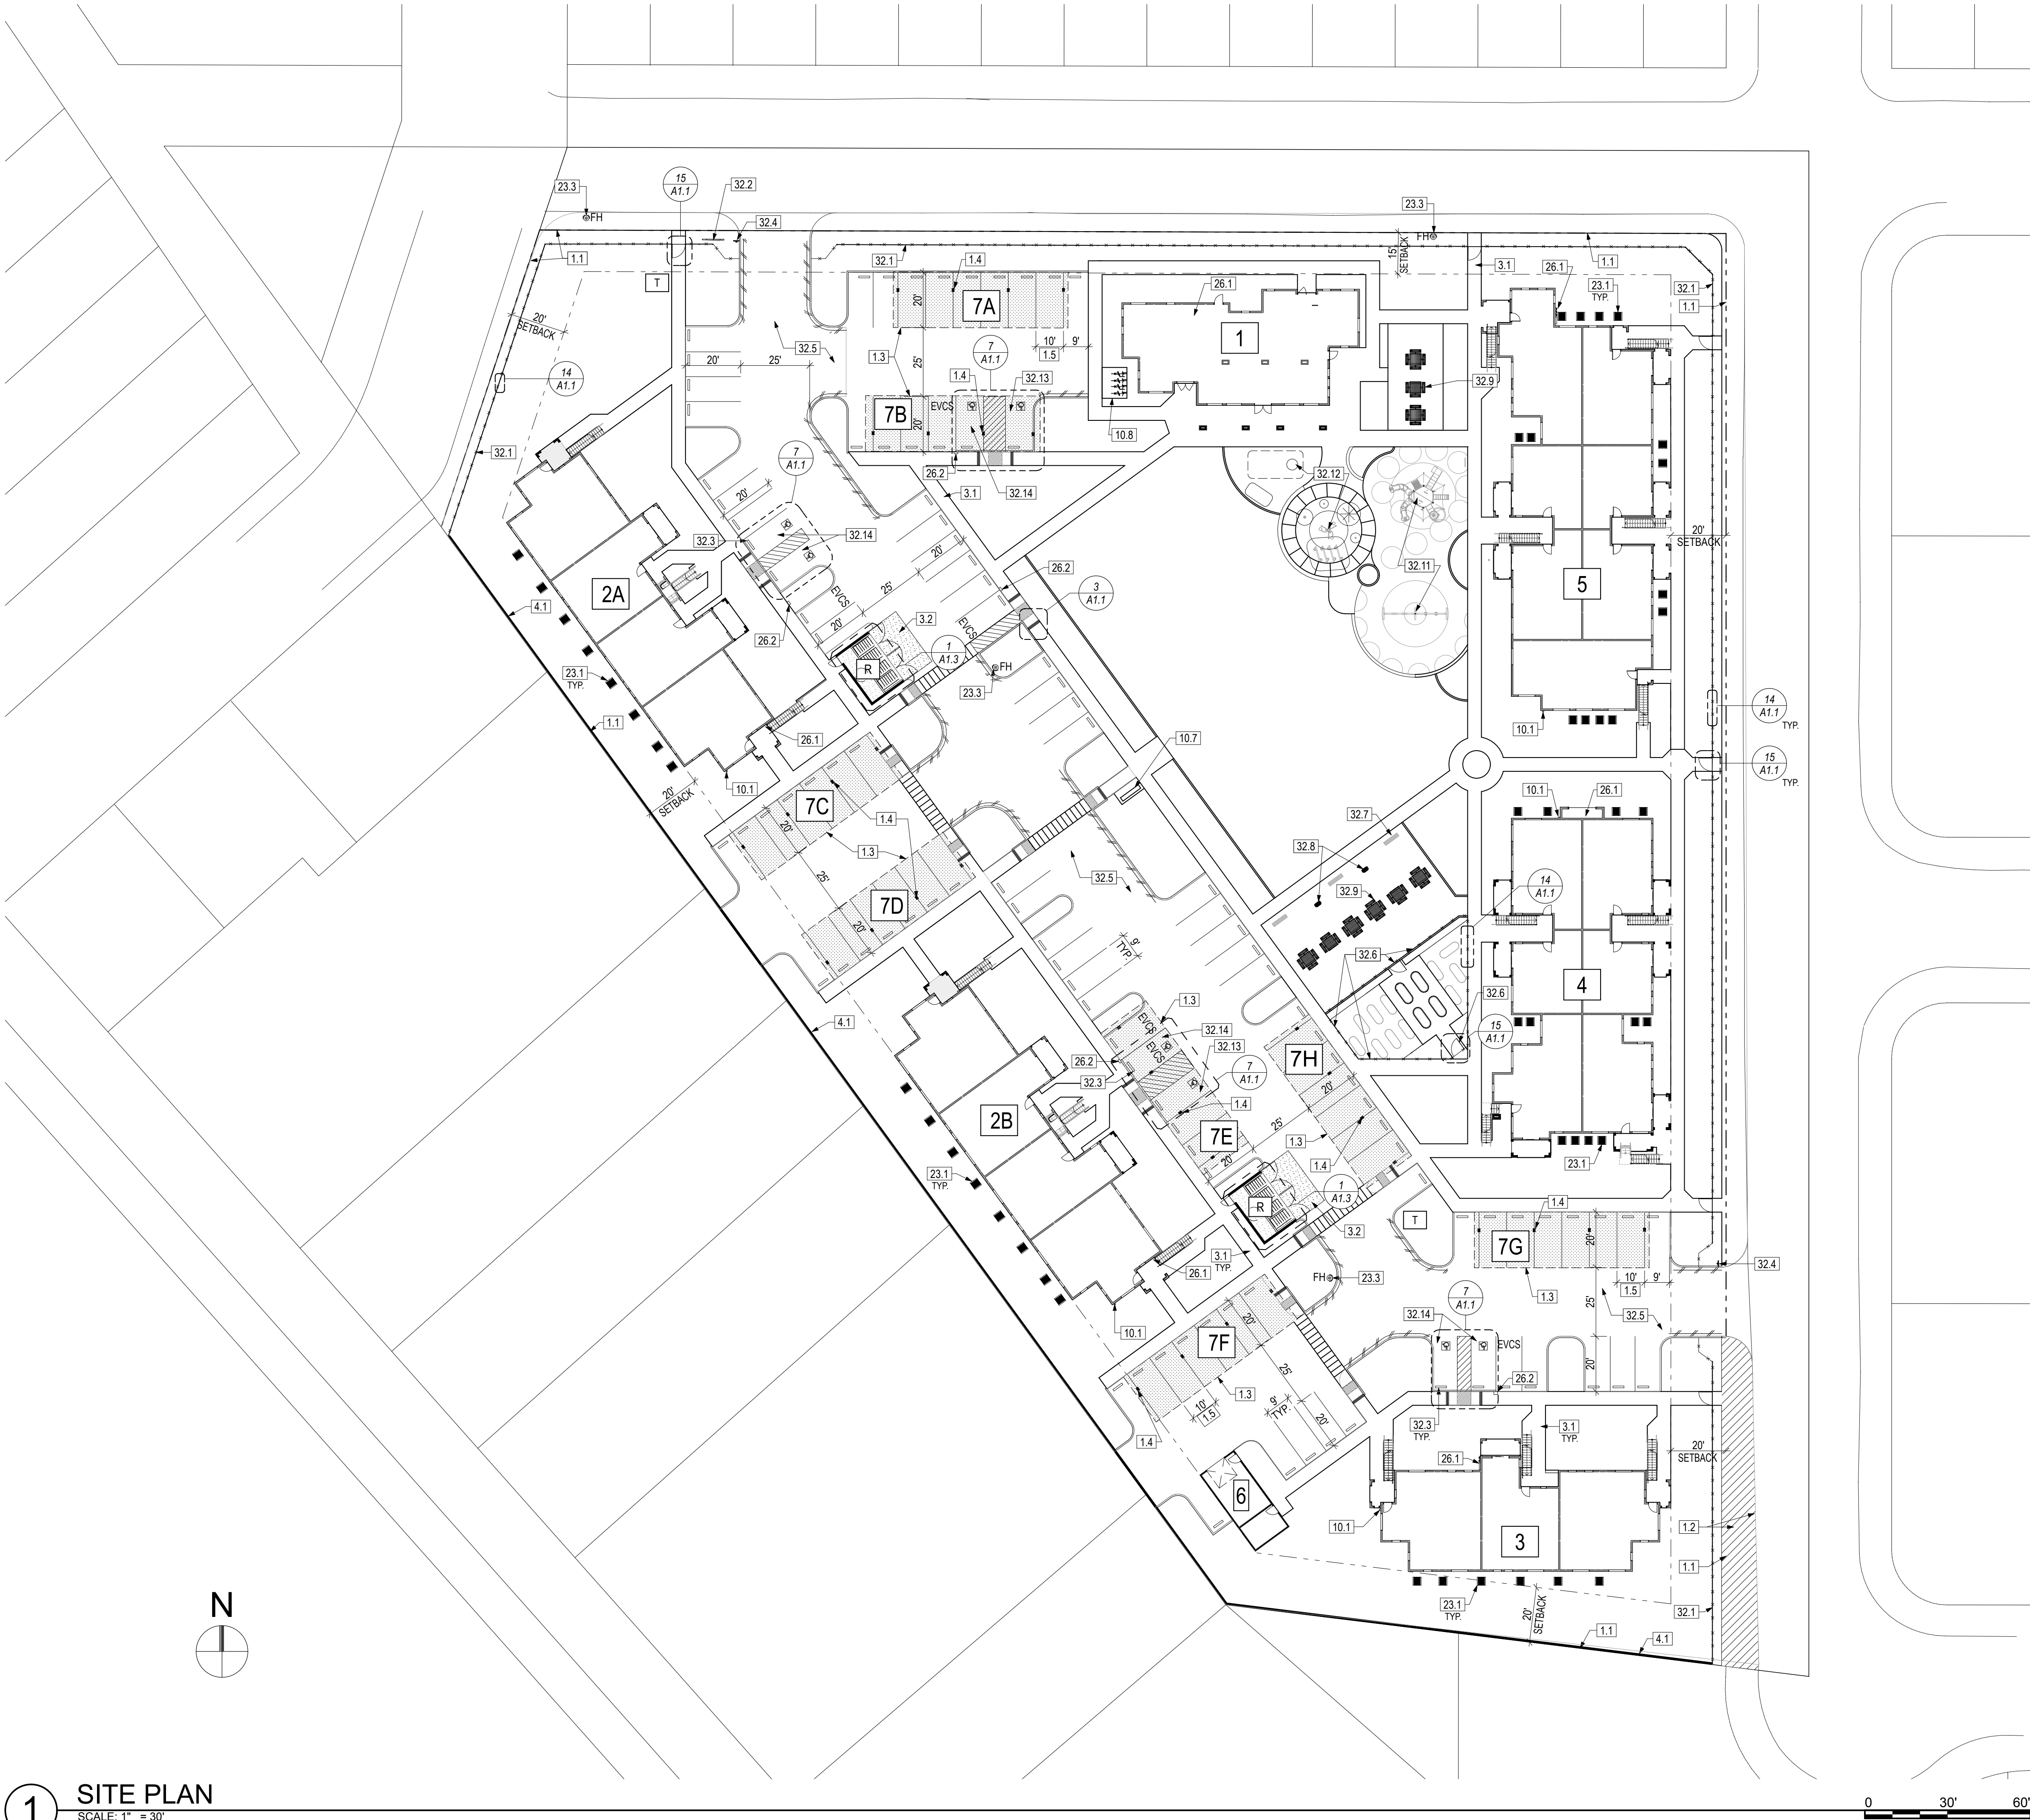 15
A1.1
32.2
23.3
FH
32.4
23.3
FH
15'
SETBACK
1.1
T
32.1
1.4
3.1
26.1
1.1
23.1
TYP.
32.1
1.1
26.1
20'
SETBACK
7A
20'
1
32.5
20'
25'
1.3
25'
7
A1.1
10'
1.5
9'
14
A1.1
1.4
32.13
32.9
7B
EVCS
20'
10.8
32.1
7
A1.1
26.2
32.14
3.1
32.12
20'
32.3
32.14
20'
20'
SETBACK
32.11
26.2
3
A1.1
2A
EVCS
25'
5
4.1
3.2
20'
EVCS
26.2
1
A1.3
R
FH
23.1
TYP.
23.3
14
A1.1
TYP.
1.1
10.1
26.1
10.7
15
A1.1
TYP.
20'
SETBACK
10.1
7C
20'
1.4
10.1
26.1
32.7
1.3
32.8
25'
32.5
14
A1.1
32.9
7D
20'
9'
TYP.
32.6
4
32.6
4.1
1.3
EVCS
32.14
15
A1.1
EVCS
32.13
26.2
7H
32.3
7
A1.1
20'
1.4
2B
7E
25'
1.3
1.4
20'
23.1
23.1
TYP.
1
A1.3
R
1.4
T
3.2
7G
20'
3.1
TYP.
26.1
FH
23.3
32.4
10'
1.5
9'
1.3
7
A1.1
25'
32.14
32.5
10.1
7F
20'
EVCS
20'
25'
1.3
26.2
10'
1.5
9'
TYP.
20'
32.3
TYP.
3.1
TYP.
1.4
26.1
20'
SETBACK
6
10.1
3
1.2
1.1
23.1
TYP.
20'
SETBACK
32.1
1.1
4.1
N
1
SITE PLAN
SCALE: 1" = 30'
0
30'
60'